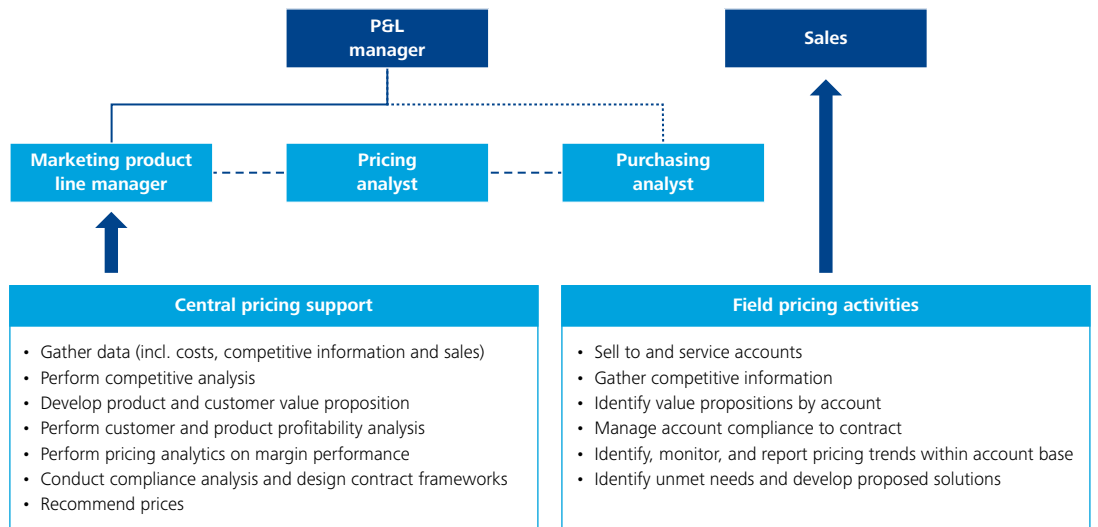 P&L
manager
Sales
Marketing product
line manager
Pricing
analyst
Purchasing
analyst
Central pricing support
• Gather data (incl. costs, competitive information and sales)
• Perform competitive analysis
• Develop product and customer value proposition
• Perform customer and product profitability analysis
• Perform pricing analytics on margin performance
• Conduct compliance analysis and design contract frameworks
• Recommend prices
Field pricing activities
• Sell to and service accounts
• Gather competitive information
• Identify value propositions by account
• Manage account compliance to contract
• Identify, monitor, and report pricing trends within account base
• Identify unmet needs and develop proposed solutions